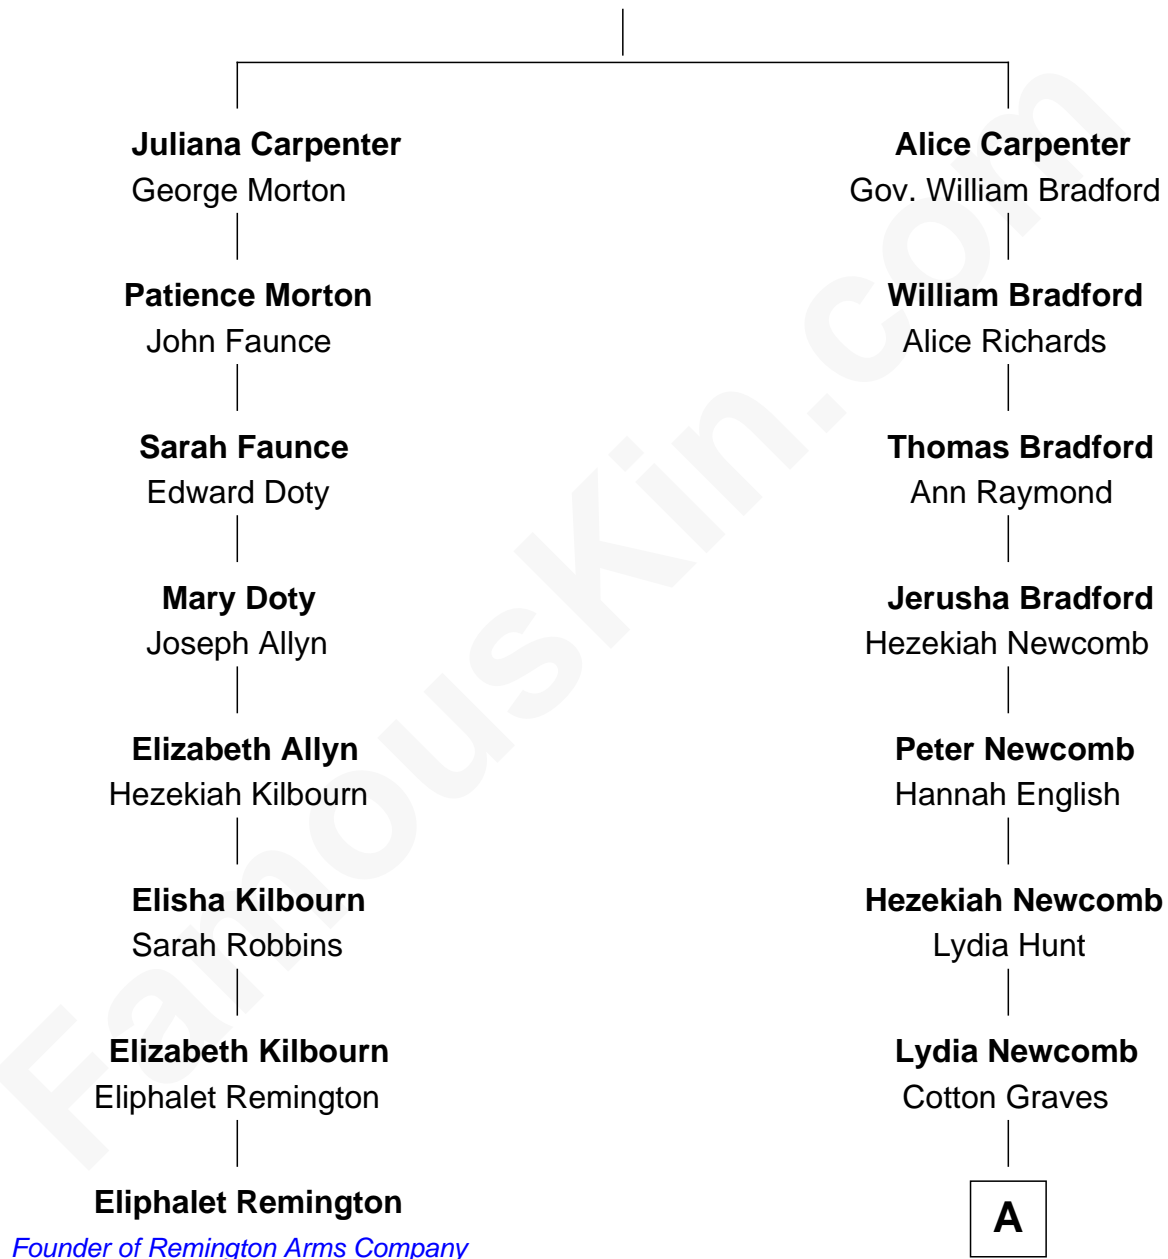 Juliana Carpenter
George Morton
Alice Carpenter
Gov. William Bradford
Patience Morton
John Faunce
William Bradford
Alice Richards
Sarah Faunce
Edward Doty
Thomas Bradford
Ann Raymond
Mary Doty
Joseph Allyn
Jerusha Bradford
Hezekiah Newcomb
Elizabeth Allyn
Hezekiah Kilbourn
Peter Newcomb
Hannah English
Elisha Kilbourn
Sarah Robbins
Hezekiah Newcomb
Lydia Hunt
Elizabeth Kilbourn
Eliphalet Remington
Lydia Newcomb
Cotton Graves
Eliphalet Remington
Founder of Remington Arms Company
A
FamousKin.com